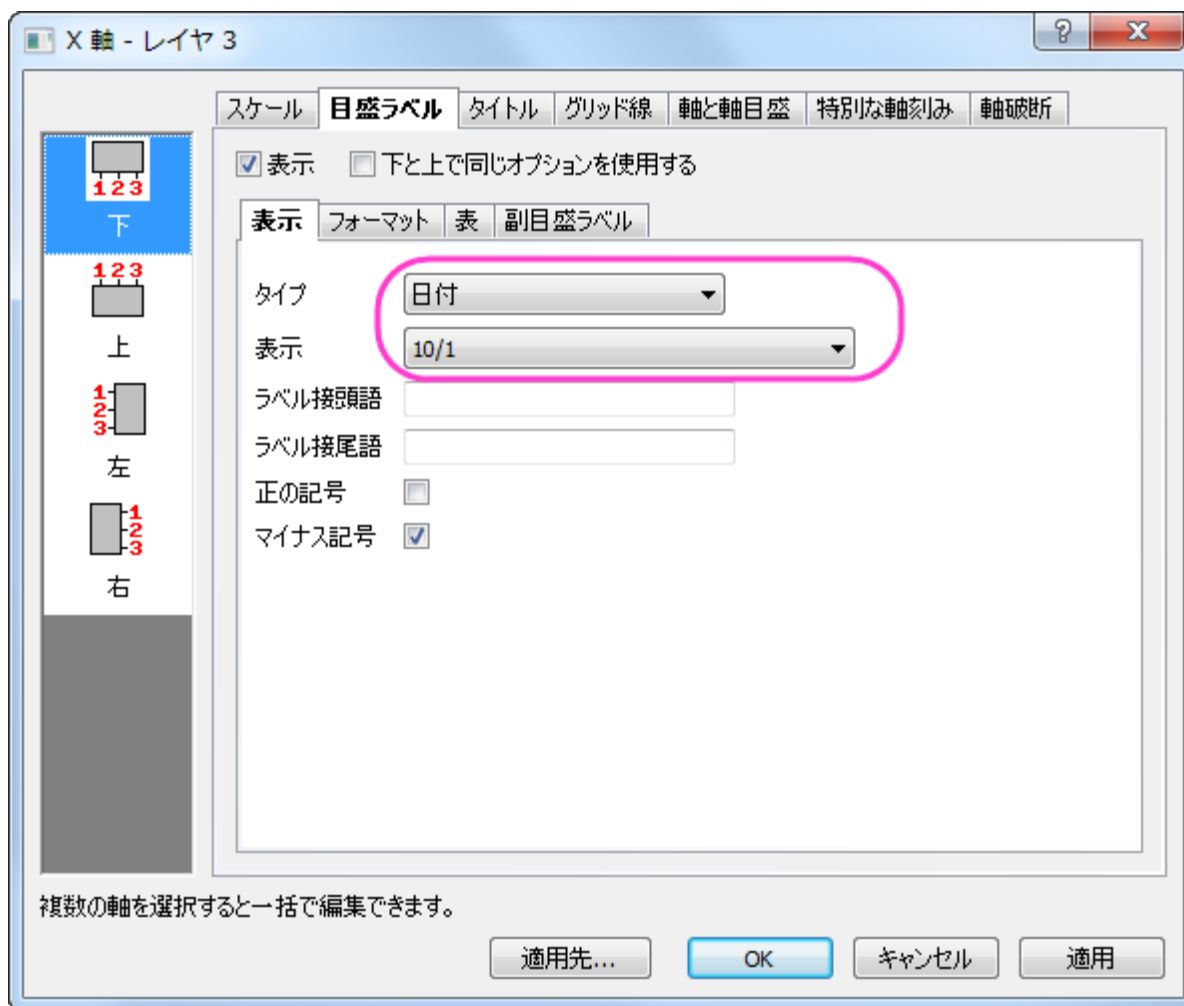 X 軸 - レイヤ 3
?
スケール 目盛ラベル タイトル グリッド線 軸と軸目盛 特別な軸刻み 軸破断
表示 下と上で同じオプションを使用する
表示 フォーマット 表 副目盛ラベル
123
下
123
上
1
2
3
左
1
2
3
右
タイプ 日付
表示 10/1
ラベル接頭語
ラベル接尾語
正の記号
マイナス記号
複数の軸を選択すると一括で編集できます。
適用先... OK キャンセル 適用